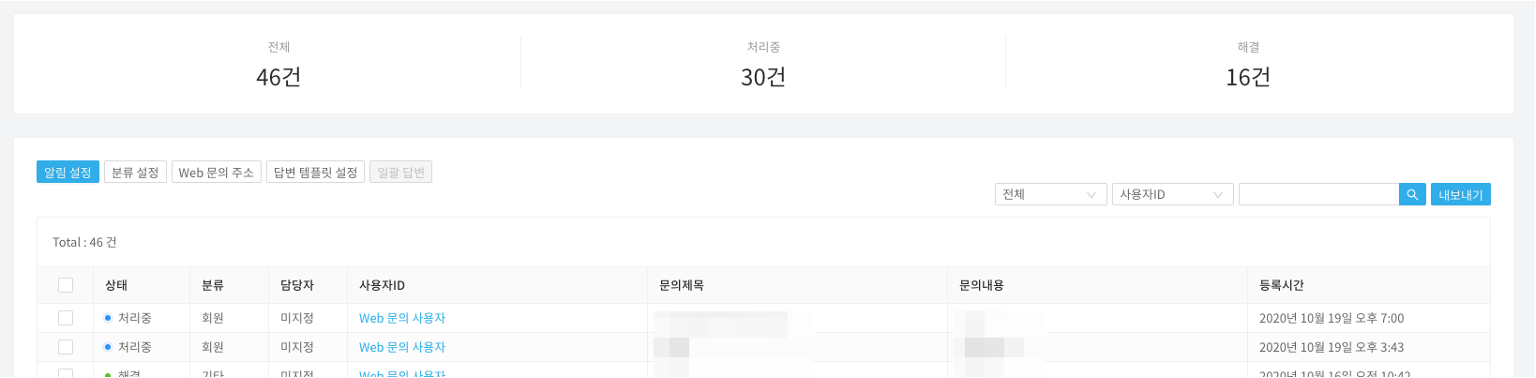 전체 처리중 해결
46건 30건 16건
알림 설정 분류 설정 Web 문의 주소 답변 템플릿 설정 일괄 답변
전체 사용자ID 내보내기
Total : 46 건
상태 분류 담당자 사용자ID 문의제목 문의내용 등록시간
처리중 회원 미지정 Web 문의 사용자 2020년 10월 19일 오후 7:00
처리중 회원 미지정 Web 문의 사용자 2020년 10월 19일 오후 3:43
해결 기타 미지정 Web 문의 사용자 2020년 10월 16일 오전 10:42